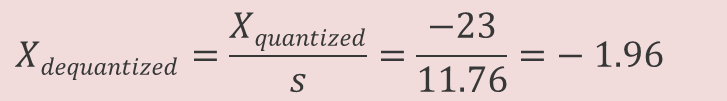 X_dequantized = X_quantized / s = −23 / 11.76 = − 1.96